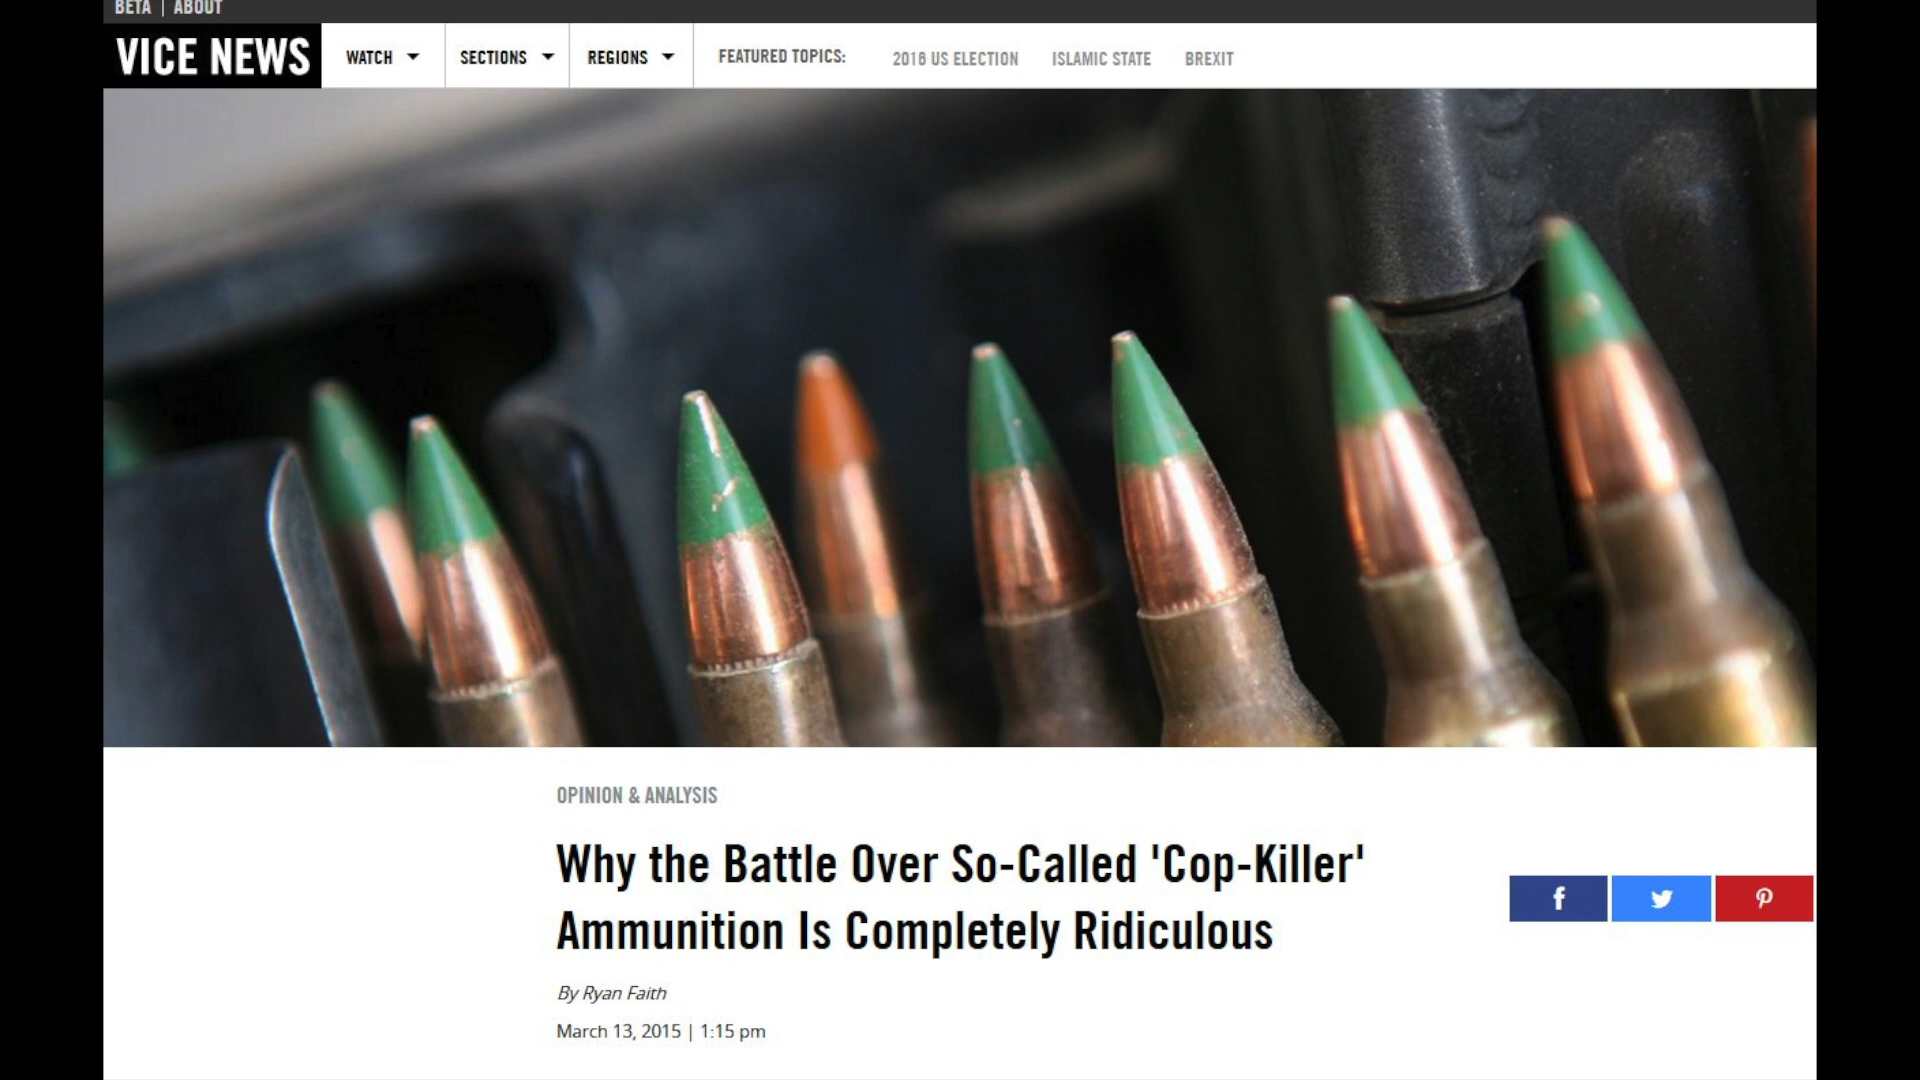 BETA | ABOUT
VICE NEWS WATCH SECTIONS REGIONS FEATURED TOPICS: 2016 US ELECTION ISLAMIC STATE BREXIT
OPINION & ANALYSIS
Why the Battle Over So-Called 'Cop-Killer'
Ammunition Is Completely Ridiculous
By Ryan Faith
March 13, 2015 | 1:15 pm